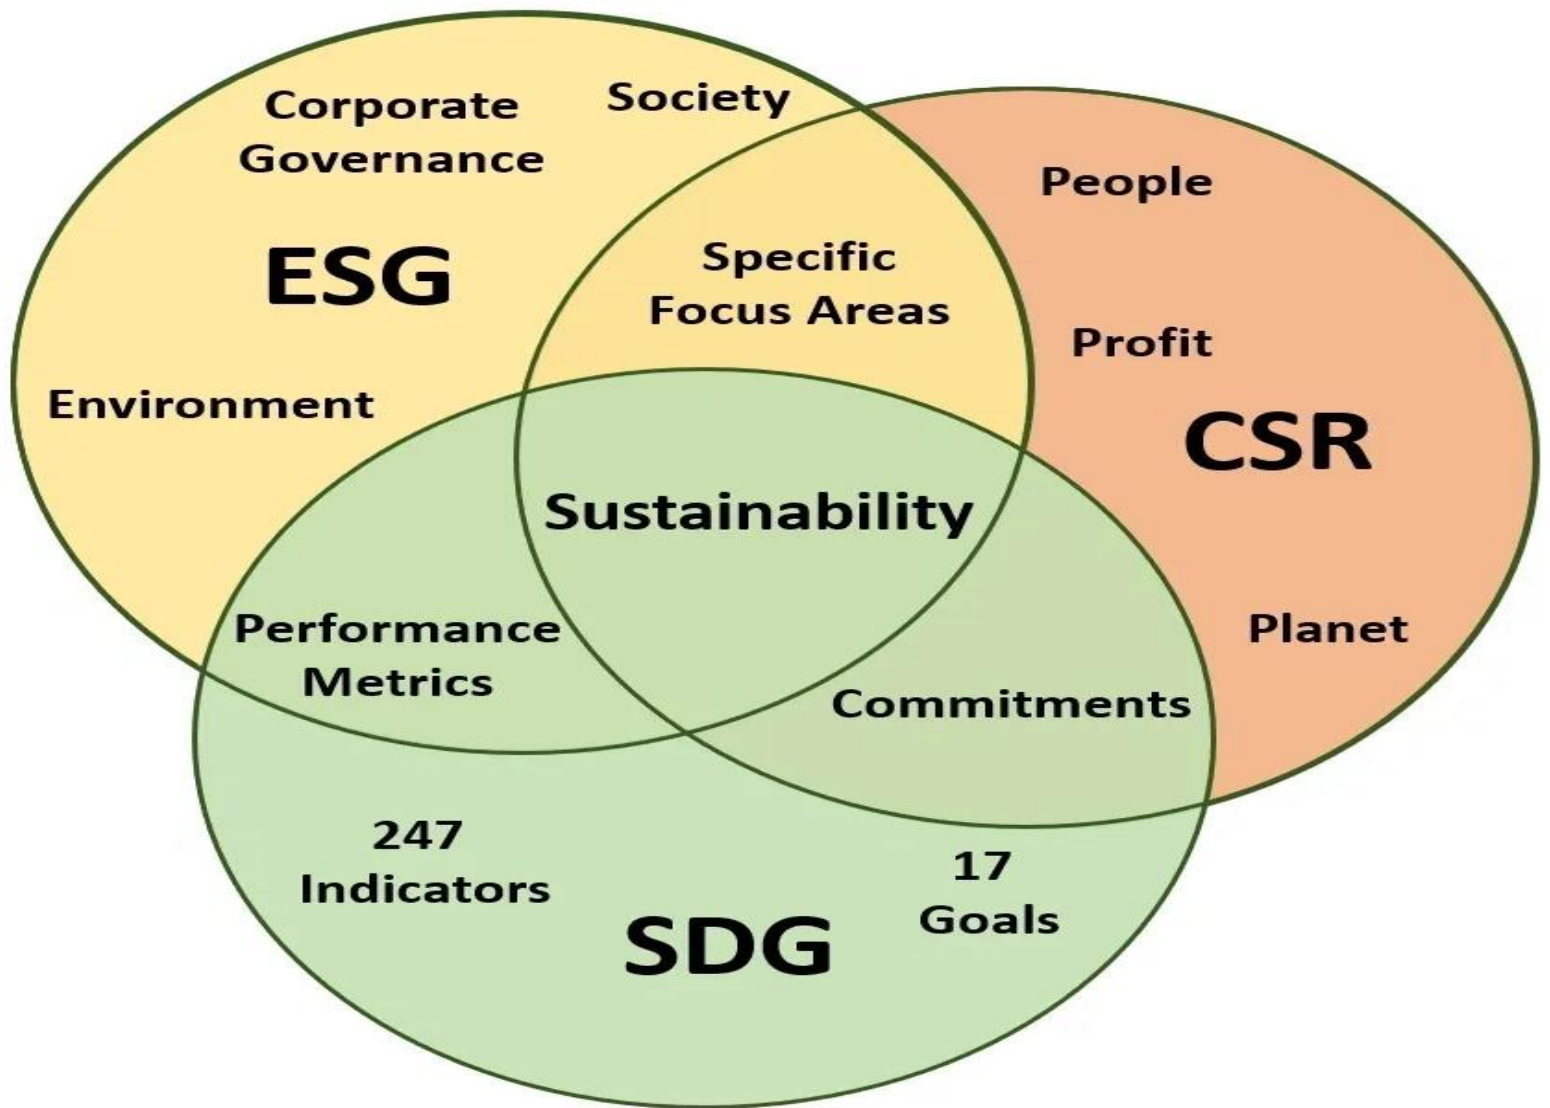 Corporate
Governance
Society
ESG
Environment
Specific
Focus Areas
People
Profit
CSR
Planet
Sustainability
Performance
Metrics
Commitments
247
Indicators
17
Goals
SDG